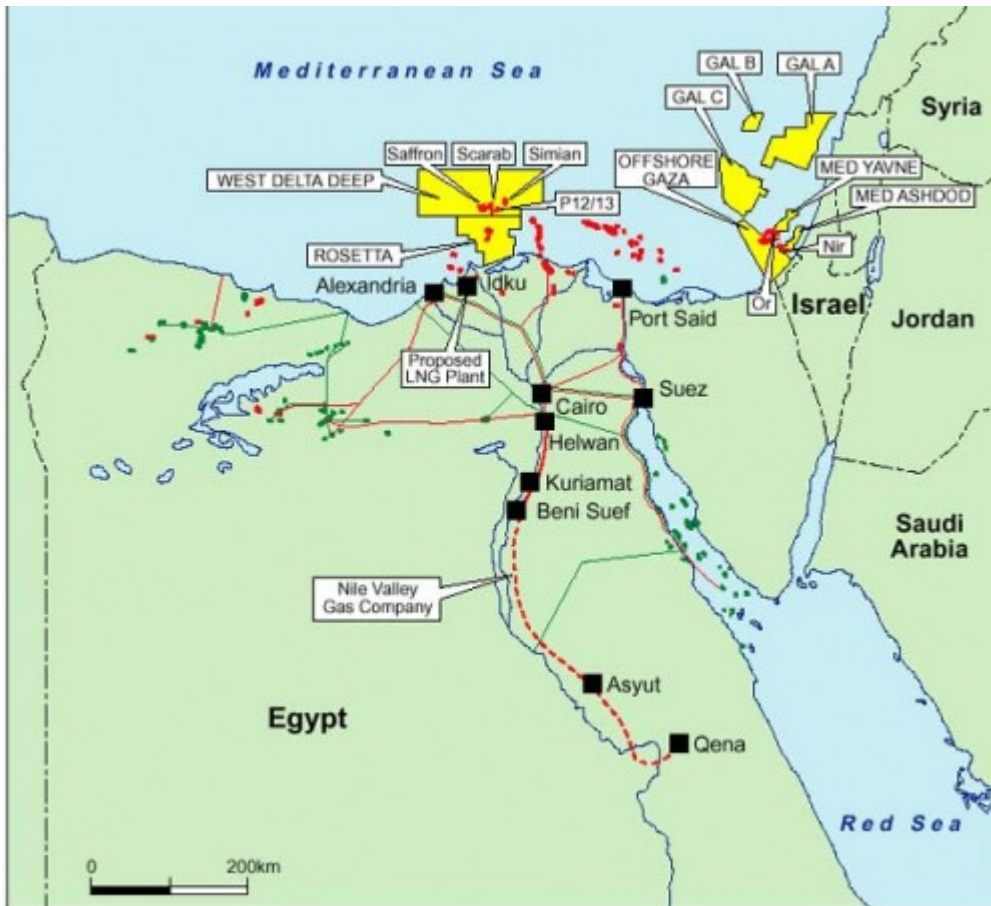 Mediterranean Sea
GAL B
GAL A
GAL C
Syria
Saffron
Scarab
Simian
OFFSHORE
GAZA
MED YAVNE
WEST DELTA DEEP
P12/13
MED ASHDOD
ROSETTA
Nir
Alexandria
Idku
Or
Israel
Port Said
Jordan
Proposed
LNG Plant
Cairo
Suez
Helwan
Kuriamat
Beni Suef
Saudi
Arabia
Nile Valley
Gas Company
Asyut
Egypt
Qena
Red Sea
0
200km